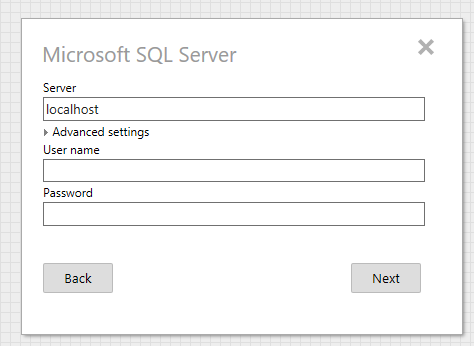 Microsoft SQL Server
Server
localhost
Advanced settings
User name
Password
Back
Next